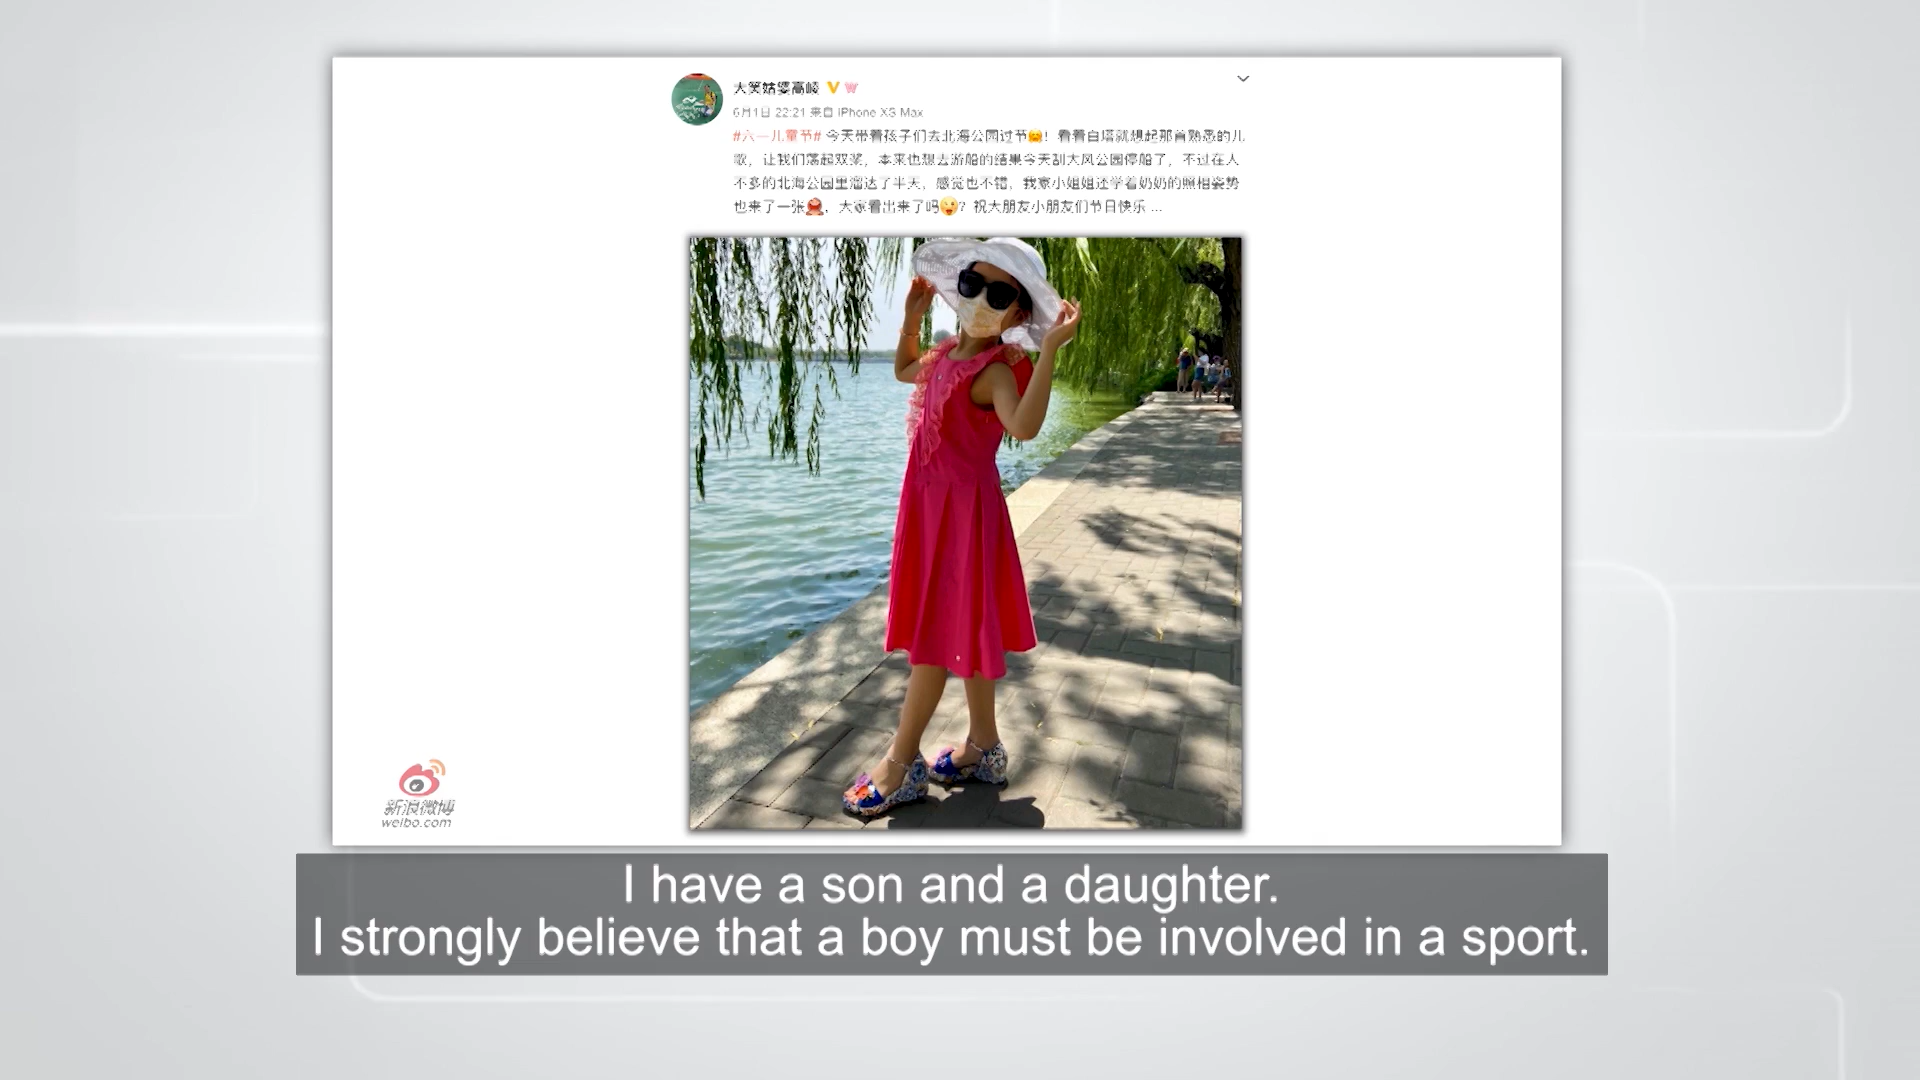 大笑姑婆高崚
6月1日 22:21 来自 iPhone XS Max
#六一儿童节# 今天带着孩子们去北海公园过节！看着白塔就想起那首熟悉的儿
歌，让我们荡起双桨，本来也想去游船的结果今天刮大风公园停船了，不过在人
不多的北海公园里溜达了半天，感觉也不错，我家小姐姐还学着奶奶的照相姿势
也来了一张，大家看出来了吗？祝大朋友小朋友们节日快乐 ...
新浪微博
weibo.com
I have a son and a daughter.
I strongly believe that a boy must be involved in a sport.